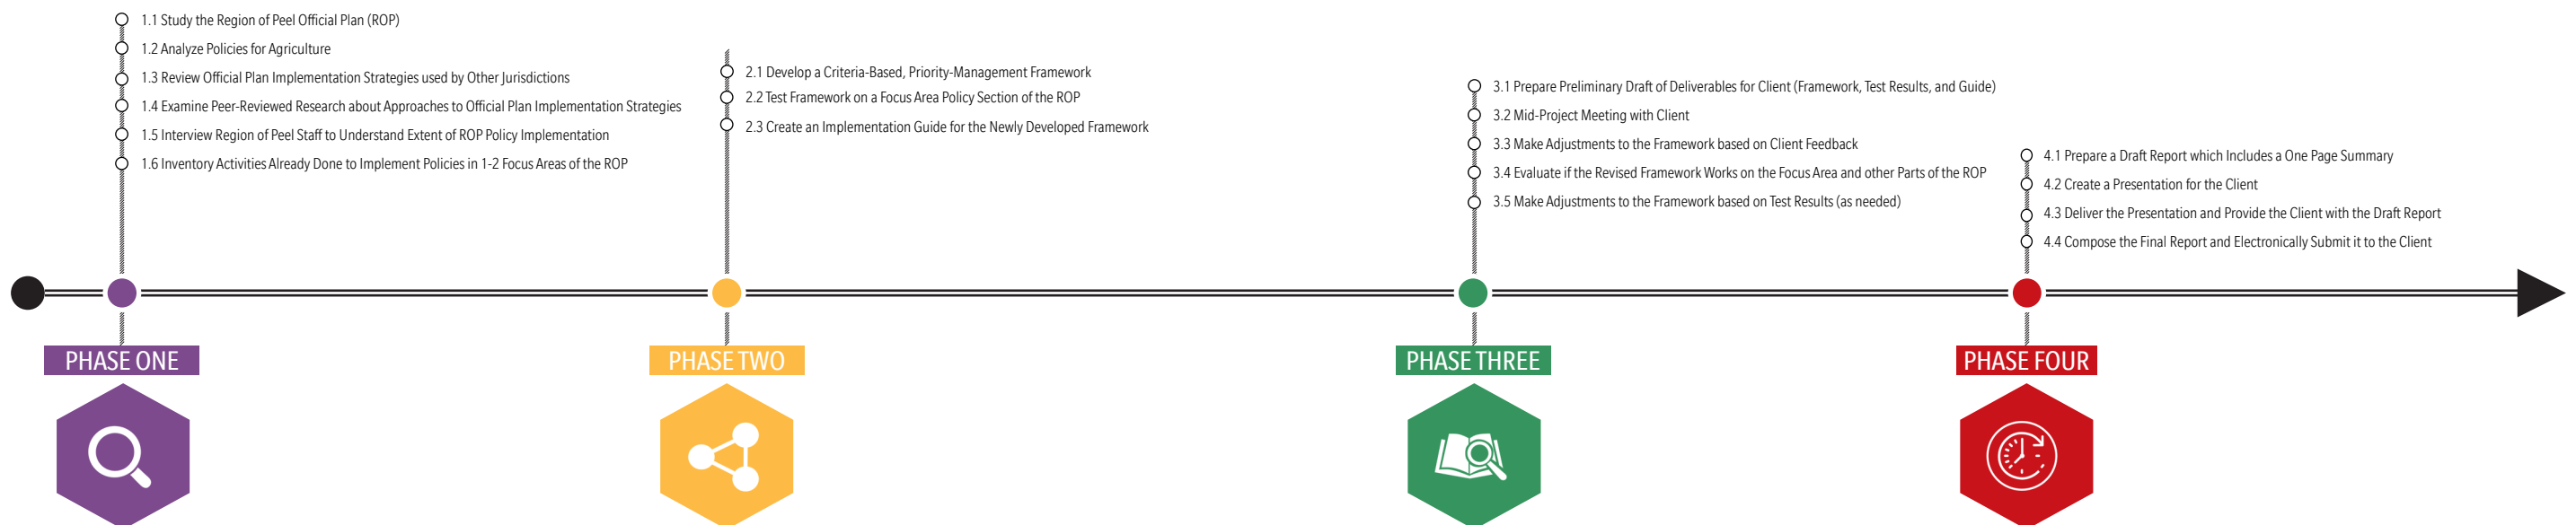 1.1 Study the Region of Peel Official Plan (ROP)
1.2 Analyze Policies for Agriculture
1.3 Review Official Plan Implementation Strategies used by Other Jurisdictions
1.4 Examine Peer-Reviewed Research about Approaches to Official Plan Implementation Strategies
1.5 Interview Region of Peel Staff to Understand Extent of ROP Policy Implementation
1.6 Inventory Activities Already Done to Implement Policies in 1-2 Focus Areas of the ROP
2.1 Develop a Criteria-Based, Priority-Management Framework
2.2 Test Framework on a Focus Area Policy Section of the ROP
2.3 Create an Implementation Guide for the Newly Developed Framework
3.1 Prepare Preliminary Draft of Deliverables for Client (Framework, Test Results, and Guide)
3.2 Mid-Project Meeting with Client
3.3 Make Adjustments to the Framework based on Client Feedback
3.4 Evaluate if the Revised Framework Works on the Focus Area and other Parts of the ROP
3.5 Make Adjustments to the Framework based on Test Results (as needed)
4.1 Prepare a Draft Report which Includes a One Page Summary
4.2 Create a Presentation for the Client
4.3 Deliver the Presentation and Provide the Client with the Draft Report
4.4 Compose the Final Report and Electronically Submit it to the Client
PHASE ONE
PHASE TWO
PHASE THREE
PHASE FOUR